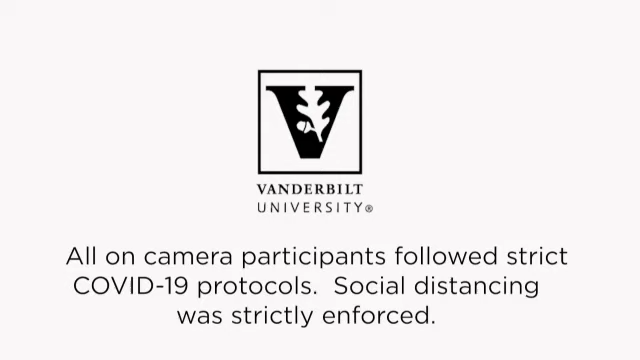 V
VANDERBILT
UNIVERSITY®
All on camera participants followed strict
COVID-19 protocols.  Social distancing
was strictly enforced.